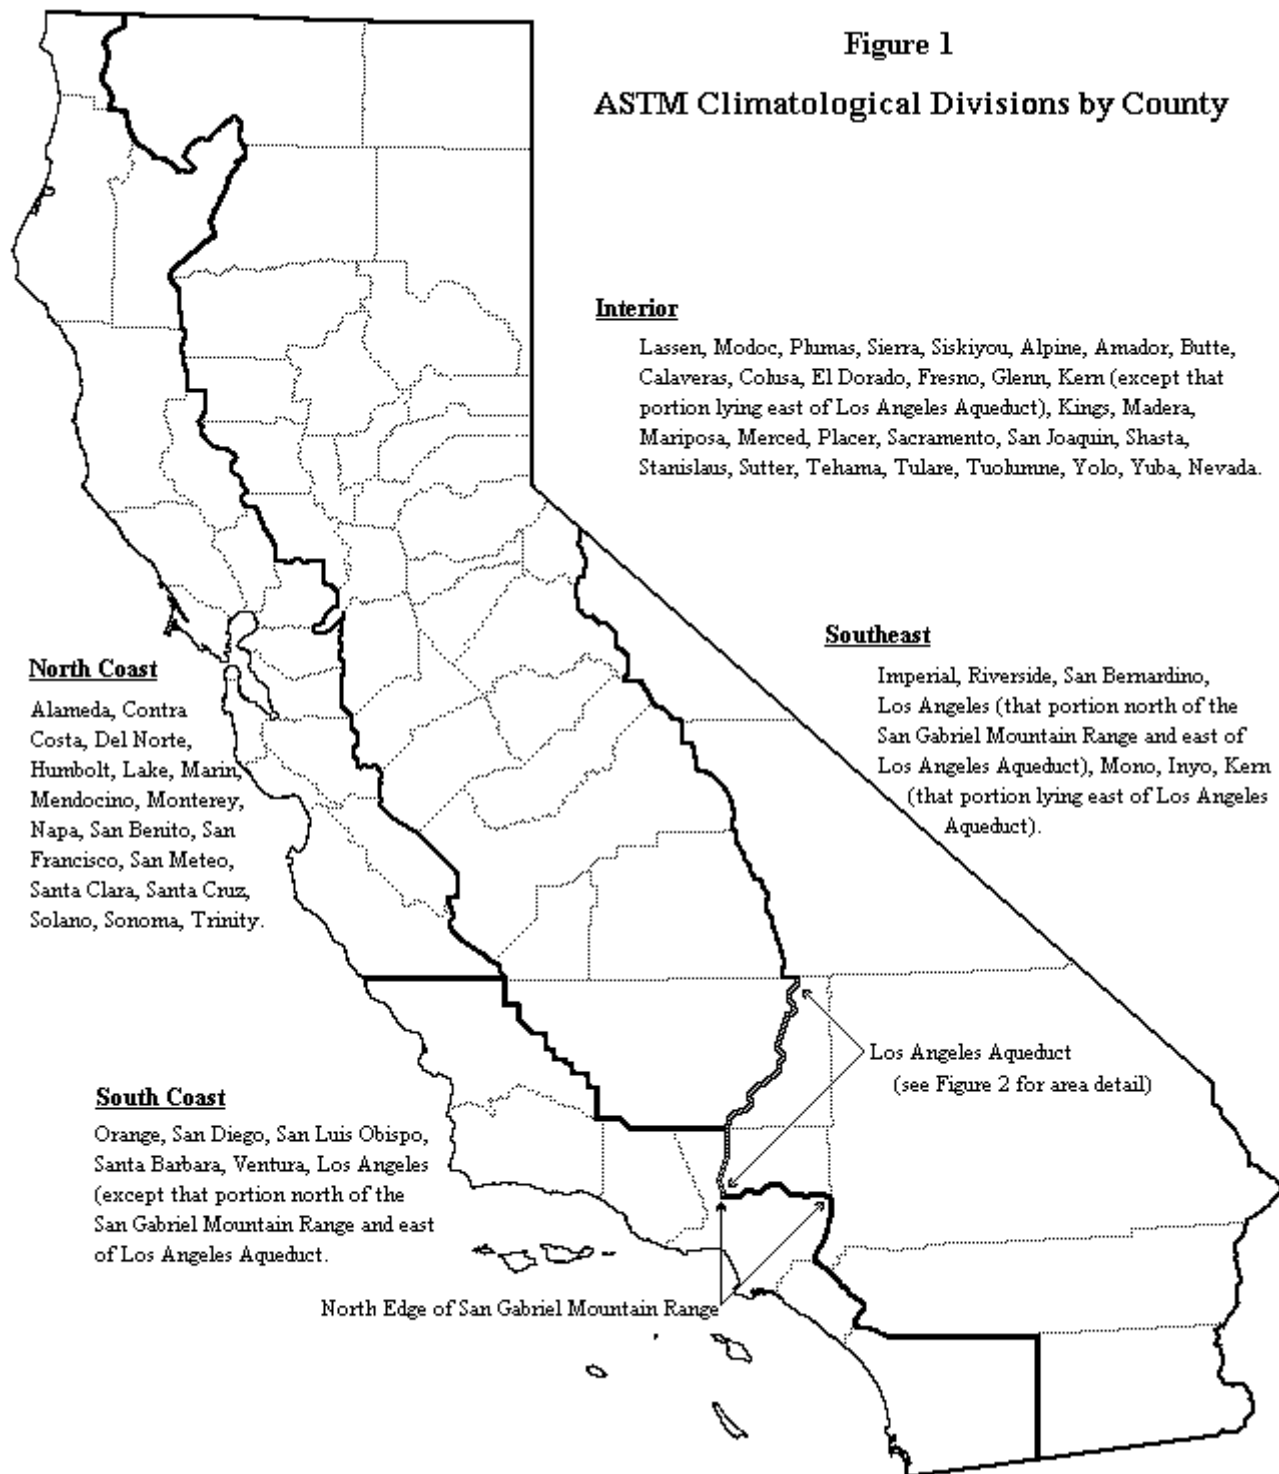 Figure 1
ASTM Climatological Divisions by County
Interior
Lassen, Modoc, Plumas, Sierra, Siskiyou, Alpine, Amador, Butte,
Calaveras, Colusa, El Dorado, Fresno, Glenn, Kern (except that
portion lying east of Los Angeles Aqueduct), Kings, Madera,
Mariposa, Merced, Placer, Sacramento, San Joaquin, Shasta,
Stanislaus, Sutter, Tehama, Tulare, Tuolumne, Yolo, Yuba, Nevada.
Southeast
Imperial, Riverside, San Bernardino,
Los Angeles (that portion north of the
San Gabriel Mountain Range and east of
Los Angeles Aqueduct), Mono, Inyo, Kern
(that portion lying east of Los Angeles
Aqueduct).
North Coast
Alameda, Contra
Costa, Del Norte,
Humbolt, Lake, Marin,
Mendocino, Monterey,
Napa, San Benito, San
Francisco, San Meteo,
Santa Clara, Santa Cruz,
Solano, Sonoma, Trinity.
Los Angeles Aqueduct
(see Figure 2 for area detail)
South Coast
Orange, San Diego, San Luis Obispo,
Santa Barbara, Ventura, Los Angeles
(except that portion north of the
San Gabriel Mountain Range and east
of Los Angeles Aqueduct.
North Edge of San Gabriel Mountain Range